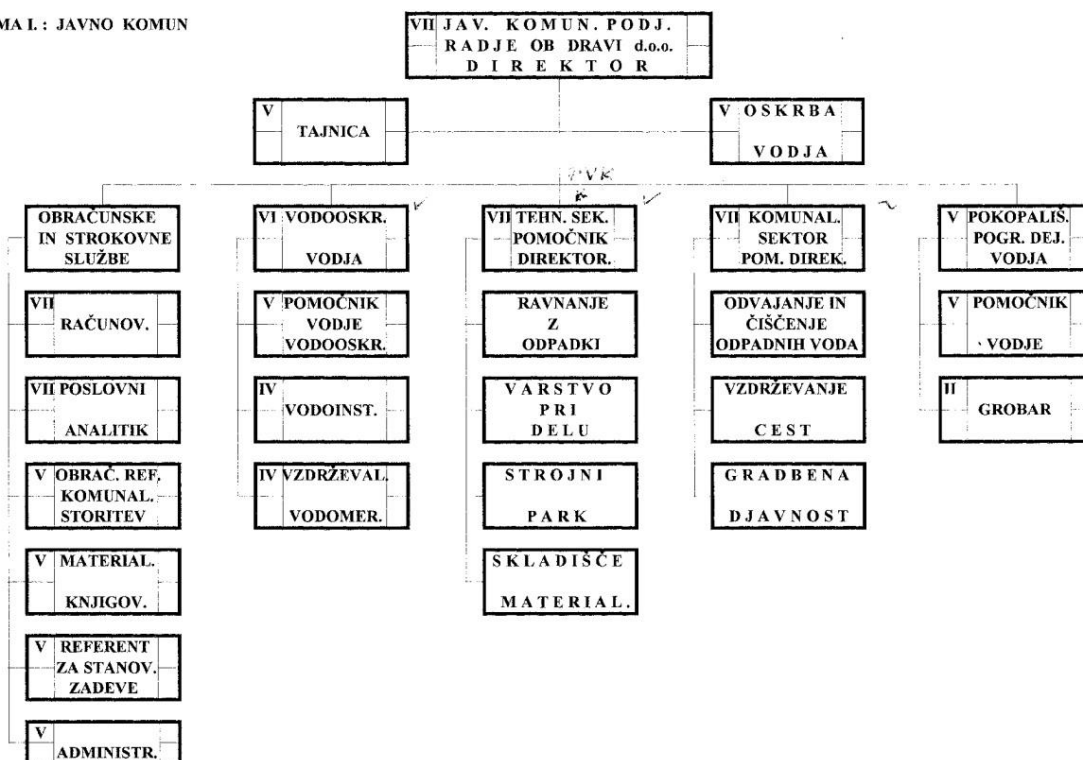 MA I. : JAVNO KOMUN
VII JAV. KOMUN. PODJ.
RADJE OB DRAVI d.o.o.
DIREKTOR
V
TAJNICA
V OSKRBA
VODJA
PVK
OBRAČUNSKE
IN STROKOVNE
SLUŽBE
VII
RAČUNOV.
VII POSLOVNI
ANALITIK
V OBRAČ. REF,
KOMUNAL.
STORITEV
V MATERIAL.
KNJIGOV.
V REFERENT
ZA STANOV.
ZADEVE
V
ADMINISTR.
VI VODOOSKR.
VODJA
V POMOČNIK
VODJE
VODOOSKR.
IV
VODOINST.
IV VZDRŽEVAL.
VODOMER.
VII TEHN. SEK.
POMOČNIK
DIREKTOR.
RAVNANJE
Z
ODPADKI
VARSTVO
PRI
DELU
STROJNI
PARK
SKLADIŠČE
MATERIAL.
VII KOMUNAL.
SEKTOR
POM. DIREK.
ODVAJANJE IN
ČIŠČENJE
ODPADNIH VODA
VZDRŽEVANJE
CEST
GRADBENA
DJAVNOST
V POKOPALIŠ.
POGR. DEJ.
VODJA
V POMOČNIK
VODJE
II
GROBAR